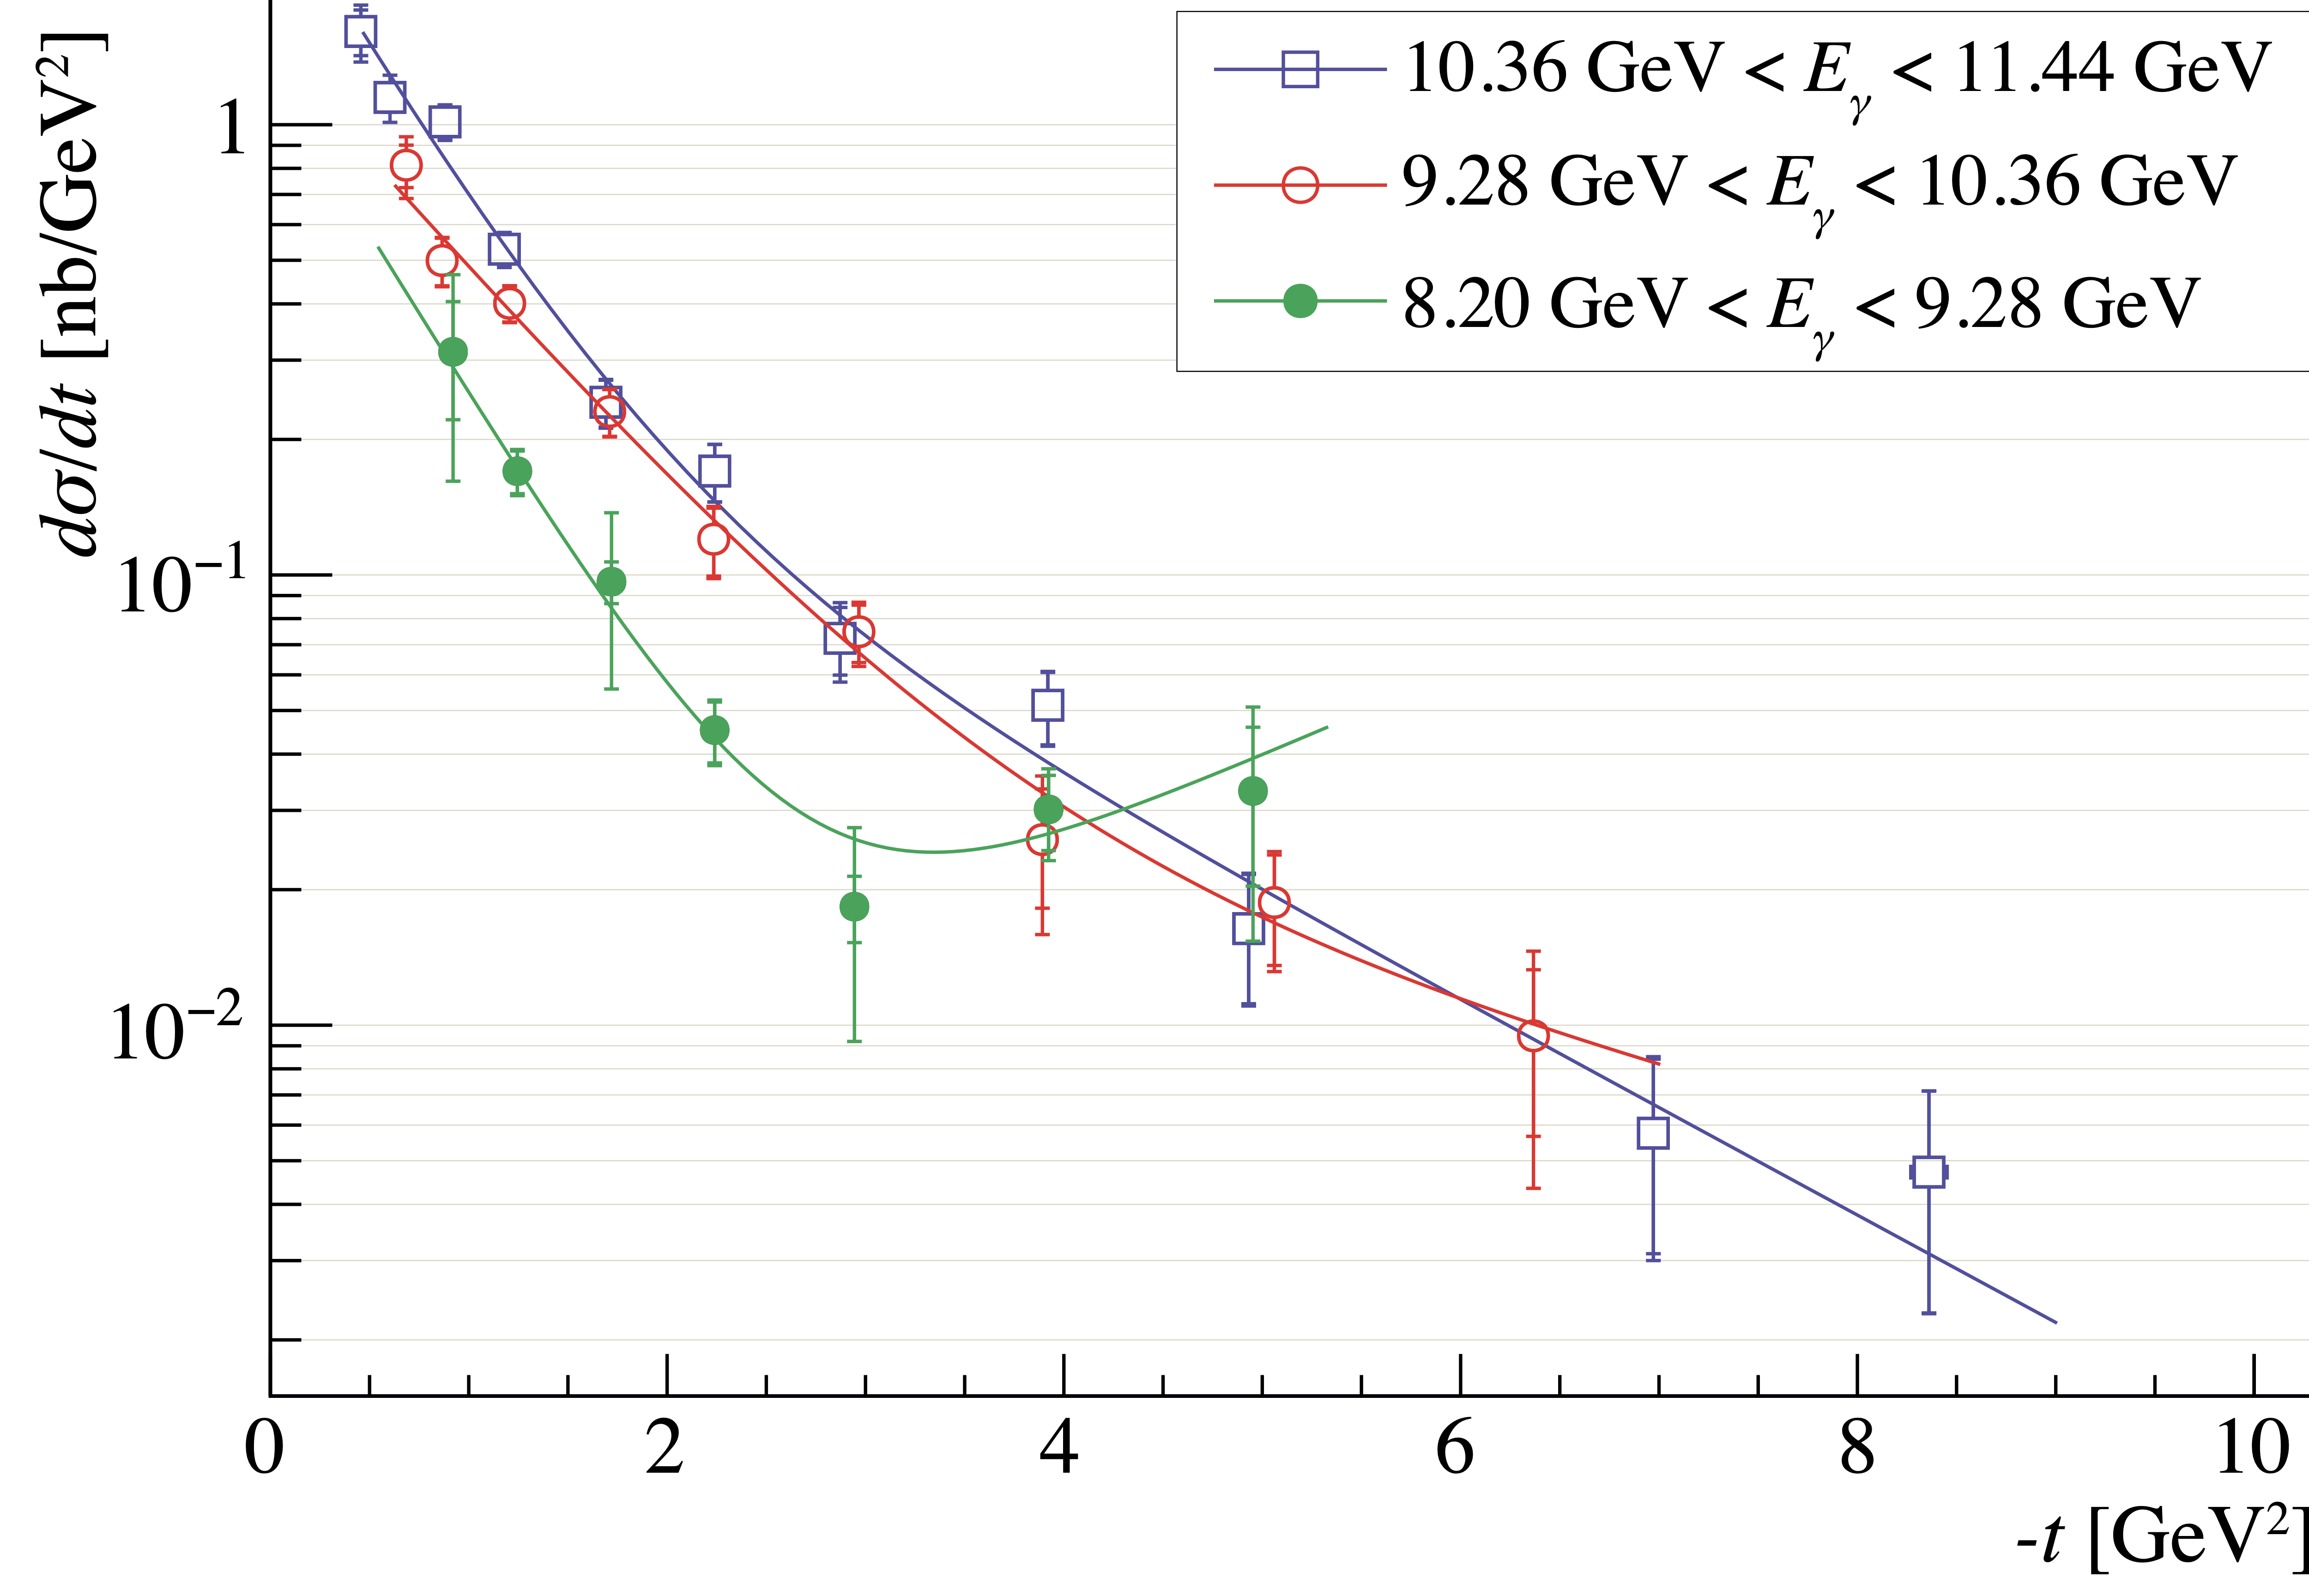 dσ/dt [nb/GeV²]
10.36 GeV < Eγ < 11.44 GeV
9.28 GeV < Eγ < 10.36 GeV
8.20 GeV < Eγ < 9.28 GeV
1
10⁻¹
10⁻²
0 2 4 6 8 10
-t [GeV²]